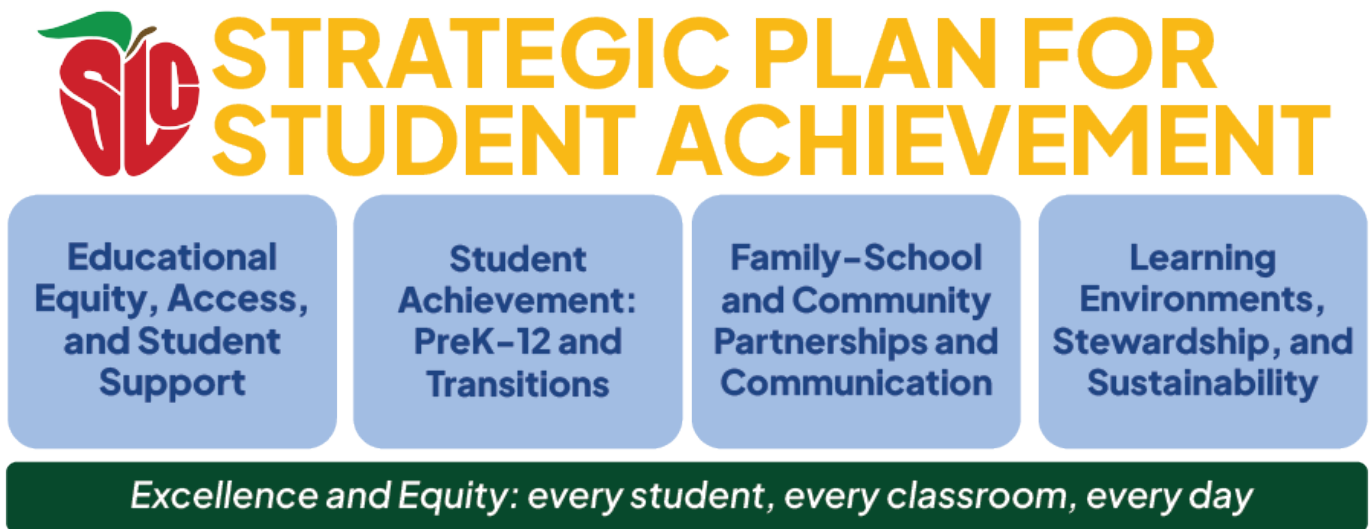 SLC
STRATEGIC PLAN FOR
STUDENT ACHIEVEMENT
Educational
Equity, Access,
and Student
Support
Student
Achievement:
PreK–12 and
Transitions
Family–School
and Community
Partnerships and
Communication
Learning
Environments,
Stewardship, and
Sustainability
Excellence and Equity: every student, every classroom, every day